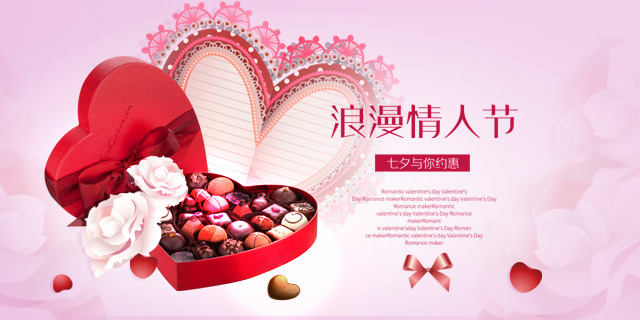 浪漫情人节
七夕与你约惠
Romantic valentine's day Valentine's
Day Romance makerRomantic valentine's day Valentine's Day
Romance makerRomantic
valentine's day Valentine's Day Romance
makerRomant
ic valentine'sday Valentine's Day Roman
ce makerRomantic valentine's day Valentine's Day
Romance maker